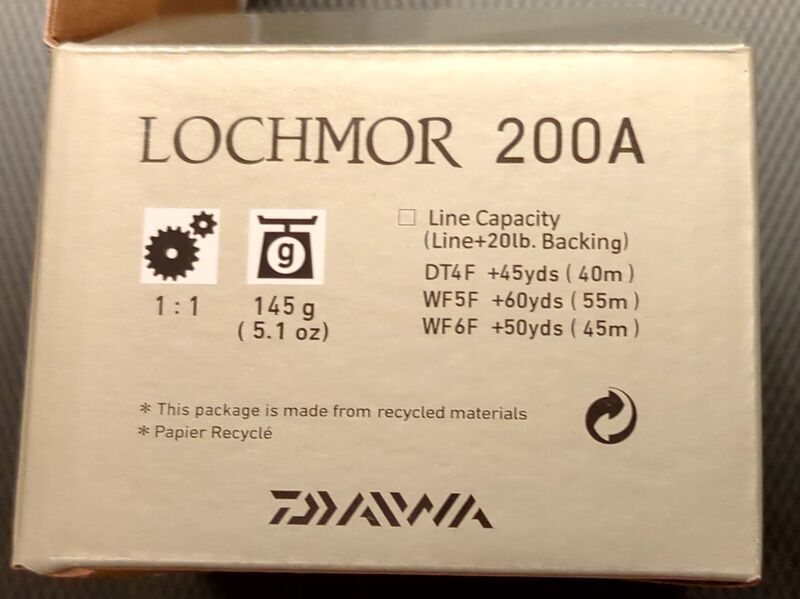 LOCHMOR 200A
1 : 1
g
145 g
( 5.1 oz)
Line Capacity
(Line+20lb. Backing)
DT4F +45yds ( 40m )
WF5F +60yds ( 55m )
WF6F +50yds ( 45m )
* This package is made from recycled materials
* Papier Recyclé
DAIWA